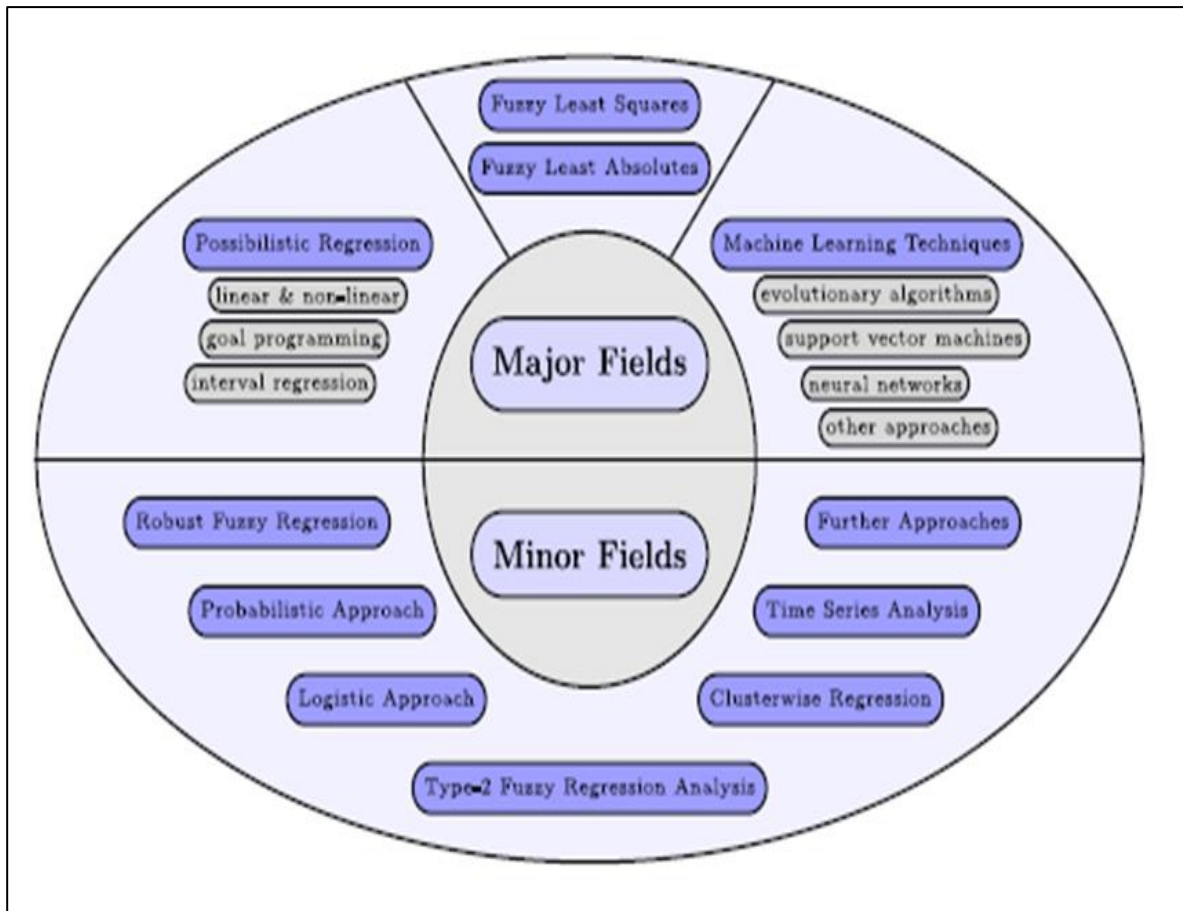 Fuzzy Least Squares
Fuzzy Least Absolutes
Possibilistic Regression
linear & non-linear
goal programming
interval regression
Machine Learning Techniques
evolutionary algorithms
support vector machines
neural networks
other approaches
Major Fields
Minor Fields
Robust Fuzzy Regression
Probabilistic Approach
Logistic Approach
Type-2 Fuzzy Regression Analysis
Further Approaches
Time Series Analysis
Clusterwise Regression